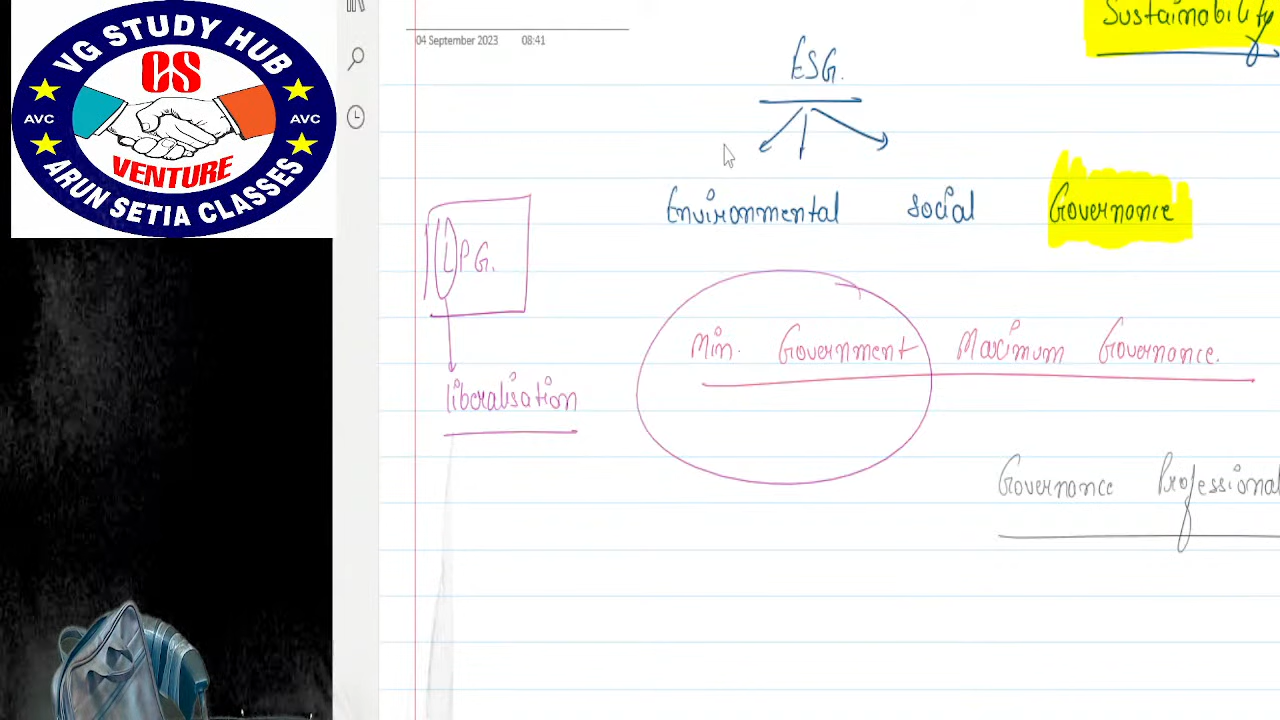 VG STUDY HUB
CS
AVC
AVC
VENTURE
ARUN SETIA CLASSES
04 September 2023 08:41
Sustainability
ESG.
Environmental Social Governance
LPG.
Min. Government Maximum Governance.
liberalisation
Governance Professional